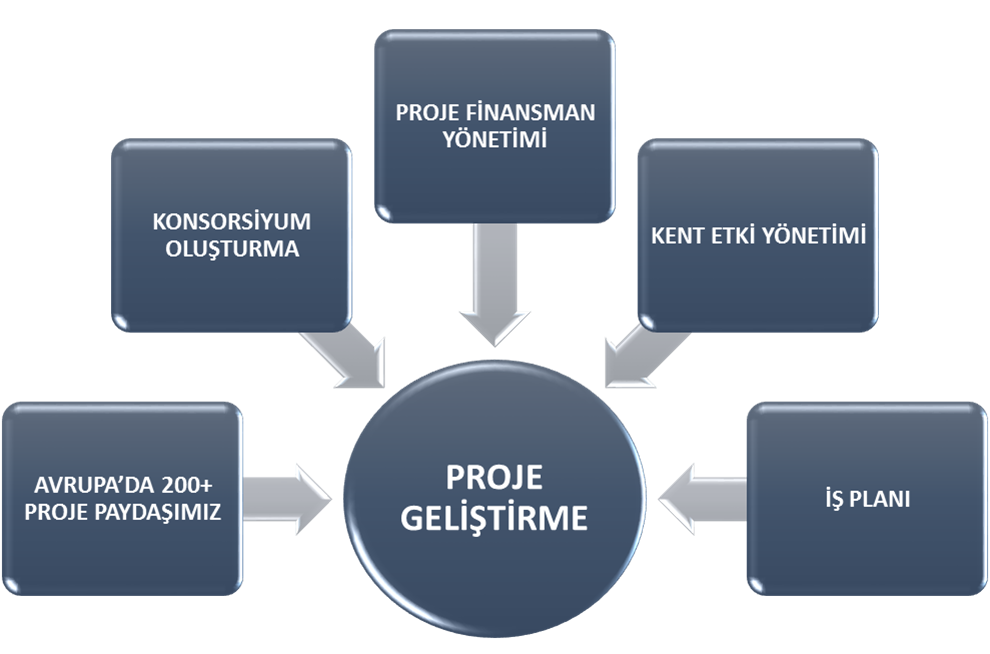 PROJE FİNANSMAN
YÖNETİMİ
KONSORSİYUM
OLUŞTURMA
KENT ETKİ YÖNETİMİ
AVRUPA’DA 200+
PROJE PAYDAŞIMIZ
PROJE
GELİŞTİRME
İŞ PLANI